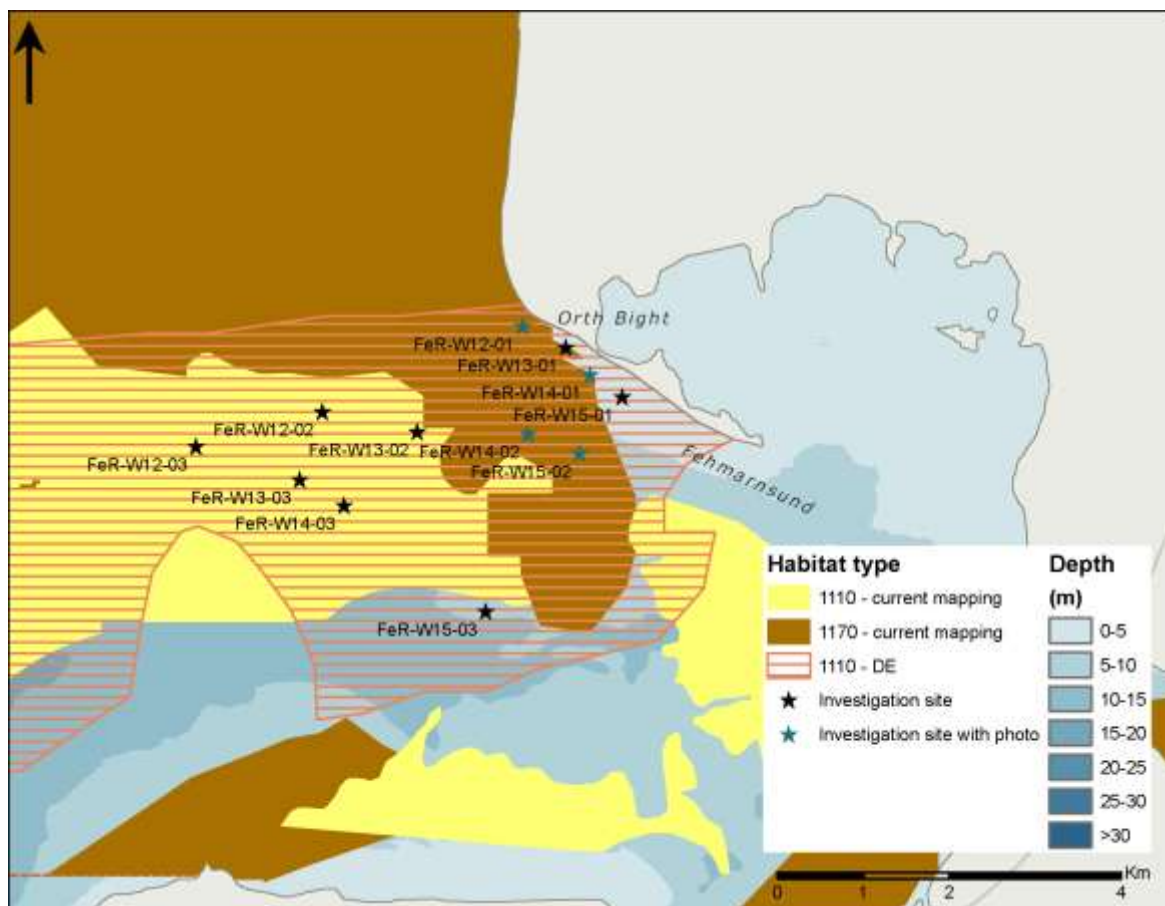 Orth Bight
FeR-W12-01
FeR-W13-01
FeR-W14-01
FeR-W15-01
FeR-W12-02
FeR-W13-02
FeR-W14-02
FeR-W12-03
FeR-W15-02
Fehmarnsund
FeR-W13-03
FeR-W14-03
FeR-W15-03
Habitat type
1110 - current mapping
1170 - current mapping
1110 - DE
Investigation site
Investigation site with photo
Depth
(m)
0-5
5-10
10-15
15-20
20-25
25-30
>30
Km
0 1 2 4